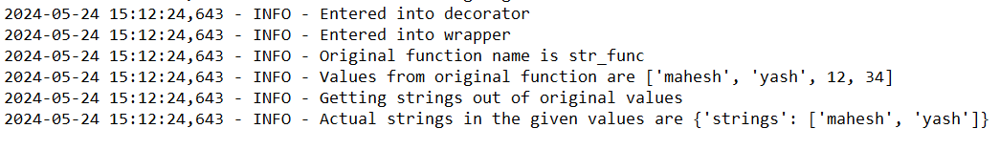 2024-05-24 15:12:24,643 - INFO - Entered into decorator
2024-05-24 15:12:24,643 - INFO - Entered into wrapper
2024-05-24 15:12:24,643 - INFO - Original function name is str_func
2024-05-24 15:12:24,643 - INFO - Values from original function are ['mahesh', 'yash', 12, 34]
2024-05-24 15:12:24,643 - INFO - Getting strings out of original values
2024-05-24 15:12:24,643 - INFO - Actual strings in the given values are {'strings': ['mahesh', 'yash']}